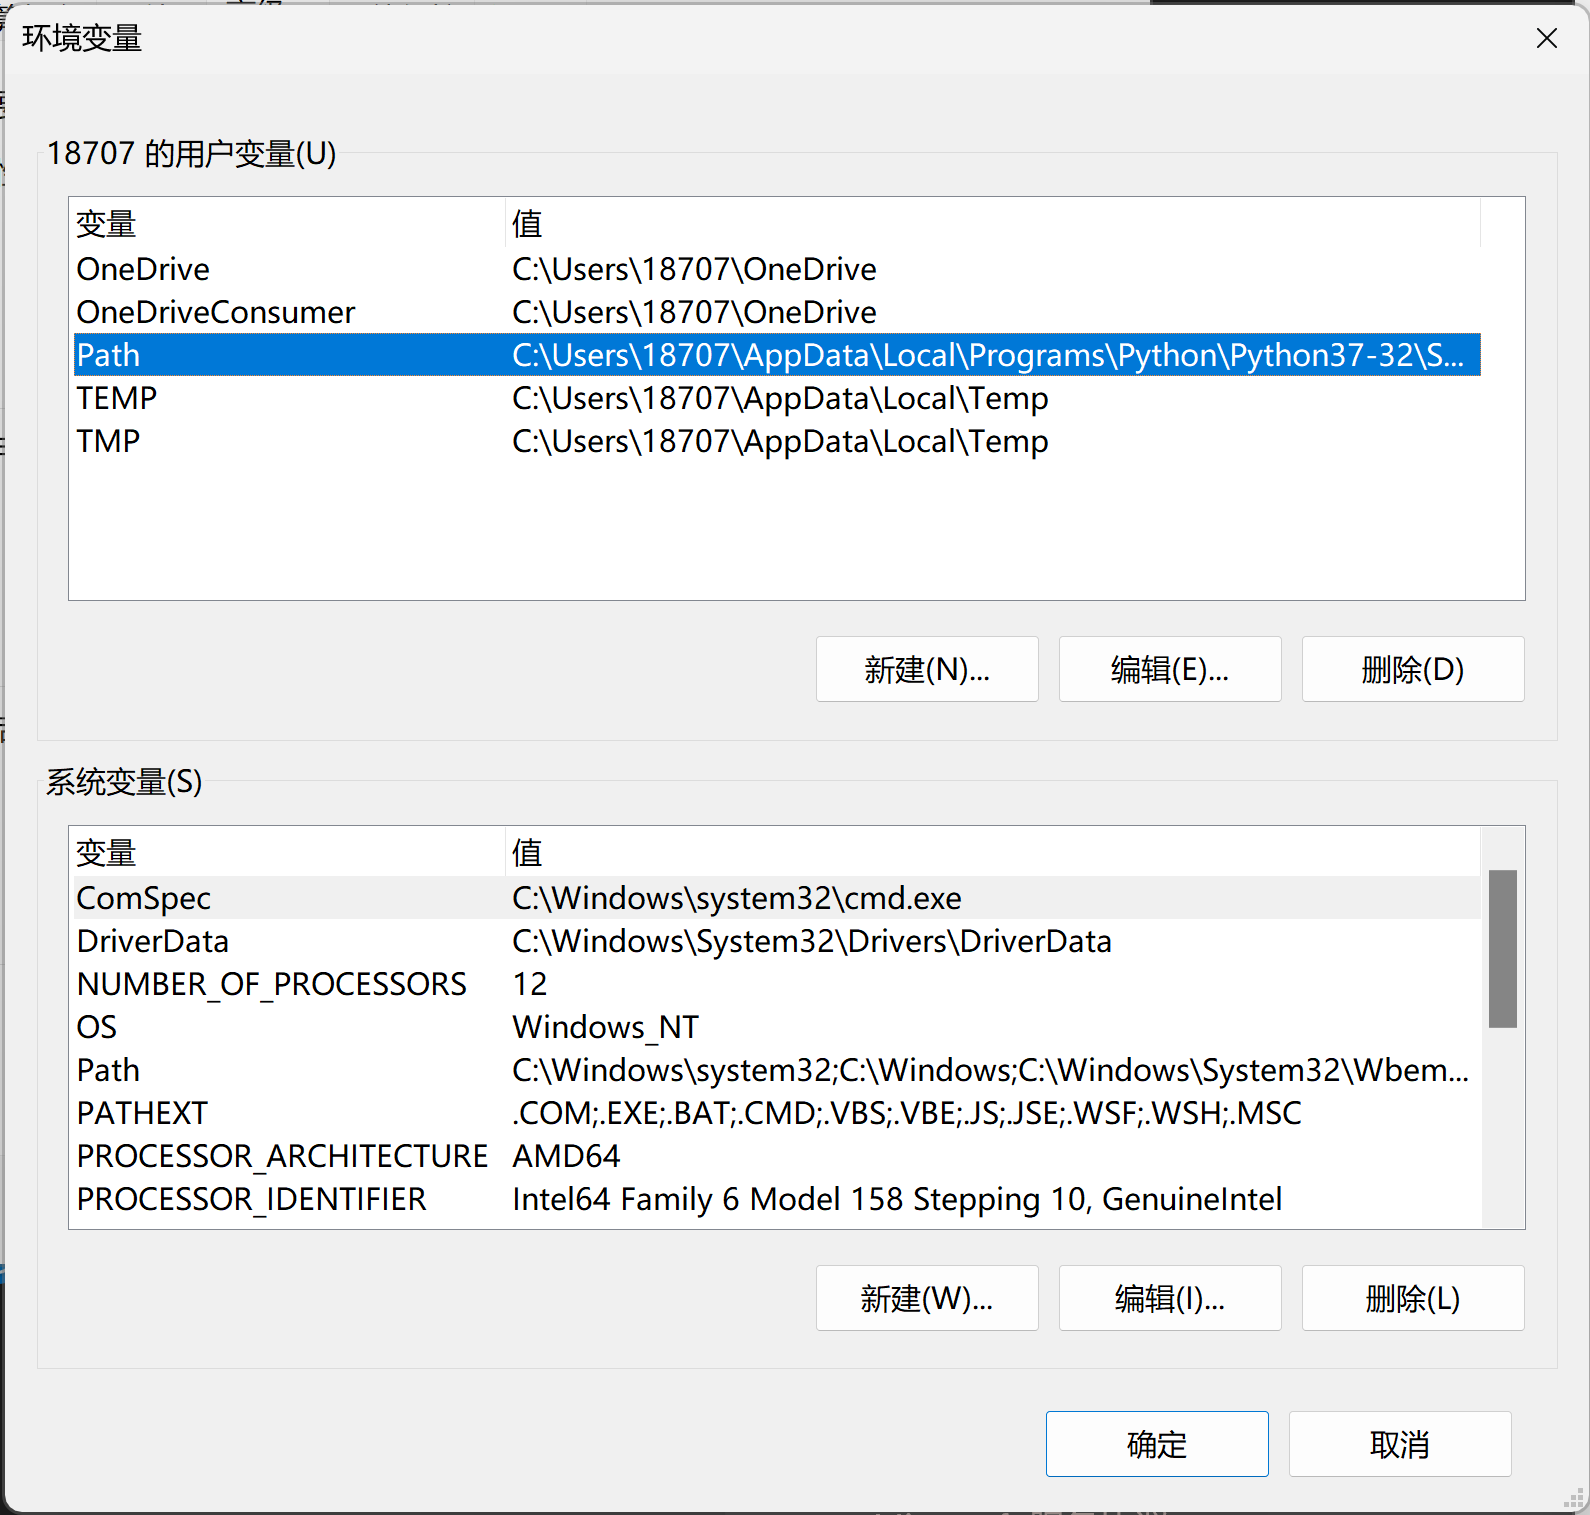 环境变量
18707 的用户变量(U)
变量 值
OneDrive C:\Users\18707\OneDrive
OneDriveConsumer C:\Users\18707\OneDrive
Path C:\Users\18707\AppData\Local\Programs\Python\Python37-32\S...
TEMP C:\Users\18707\AppData\Local\Temp
TMP C:\Users\18707\AppData\Local\Temp
新建(N)... 编辑(E)... 删除(D)
系统变量(S)
变量 值
ComSpec C:\Windows\system32\cmd.exe
DriverData C:\Windows\System32\Drivers\DriverData
NUMBER_OF_PROCESSORS 12
OS Windows_NT
Path C:\Windows\system32;C:\Windows;C:\Windows\System32\Wbem...
PATHEXT .COM;.EXE;.BAT;.CMD;.VBS;.VBE;.JS;.JSE;.WSF;.WSH;.MSC
PROCESSOR_ARCHITECTURE AMD64
PROCESSOR_IDENTIFIER Intel64 Family 6 Model 158 Stepping 10, GenuineIntel
新建(W)... 编辑(I)... 删除(L)
确定 取消